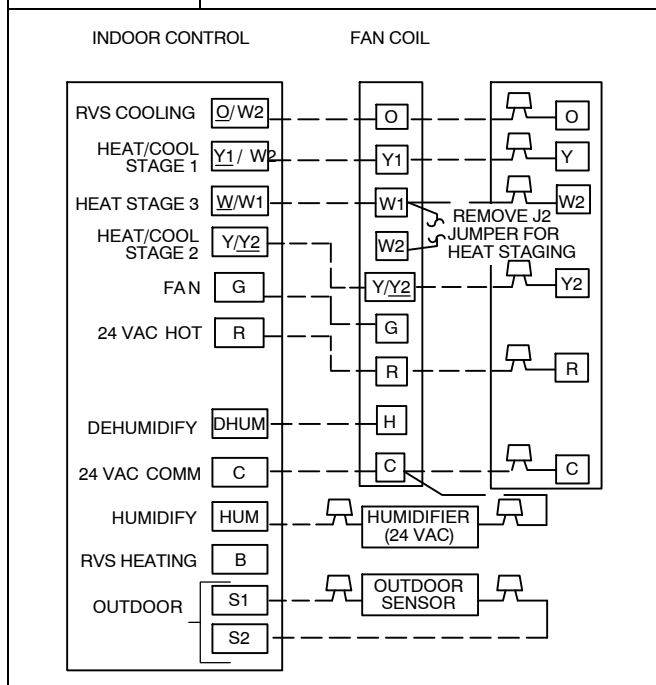 INDOOR CONTROL FAN COIL
RVS COOLING O/W2 O O
HEAT/COOL STAGE 1 Y1/ W2 Y1 Y
HEAT STAGE 3 W/W1 W1 W2
REMOVE J2
JUMPER FOR
HEAT STAGING
HEAT/COOL
STAGE 2 Y/Y2 W2
Y/Y2 Y2
FAN G G
24 VAC HOT R R R
DEHUMIDIFY DHUM H
24 VAC COMM C C C
HUMIDIFY HUM HUMIDIFIER
(24 VAC)
RVS HEATING B
OUTDOOR S1 OUTDOOR
SENSOR
S2